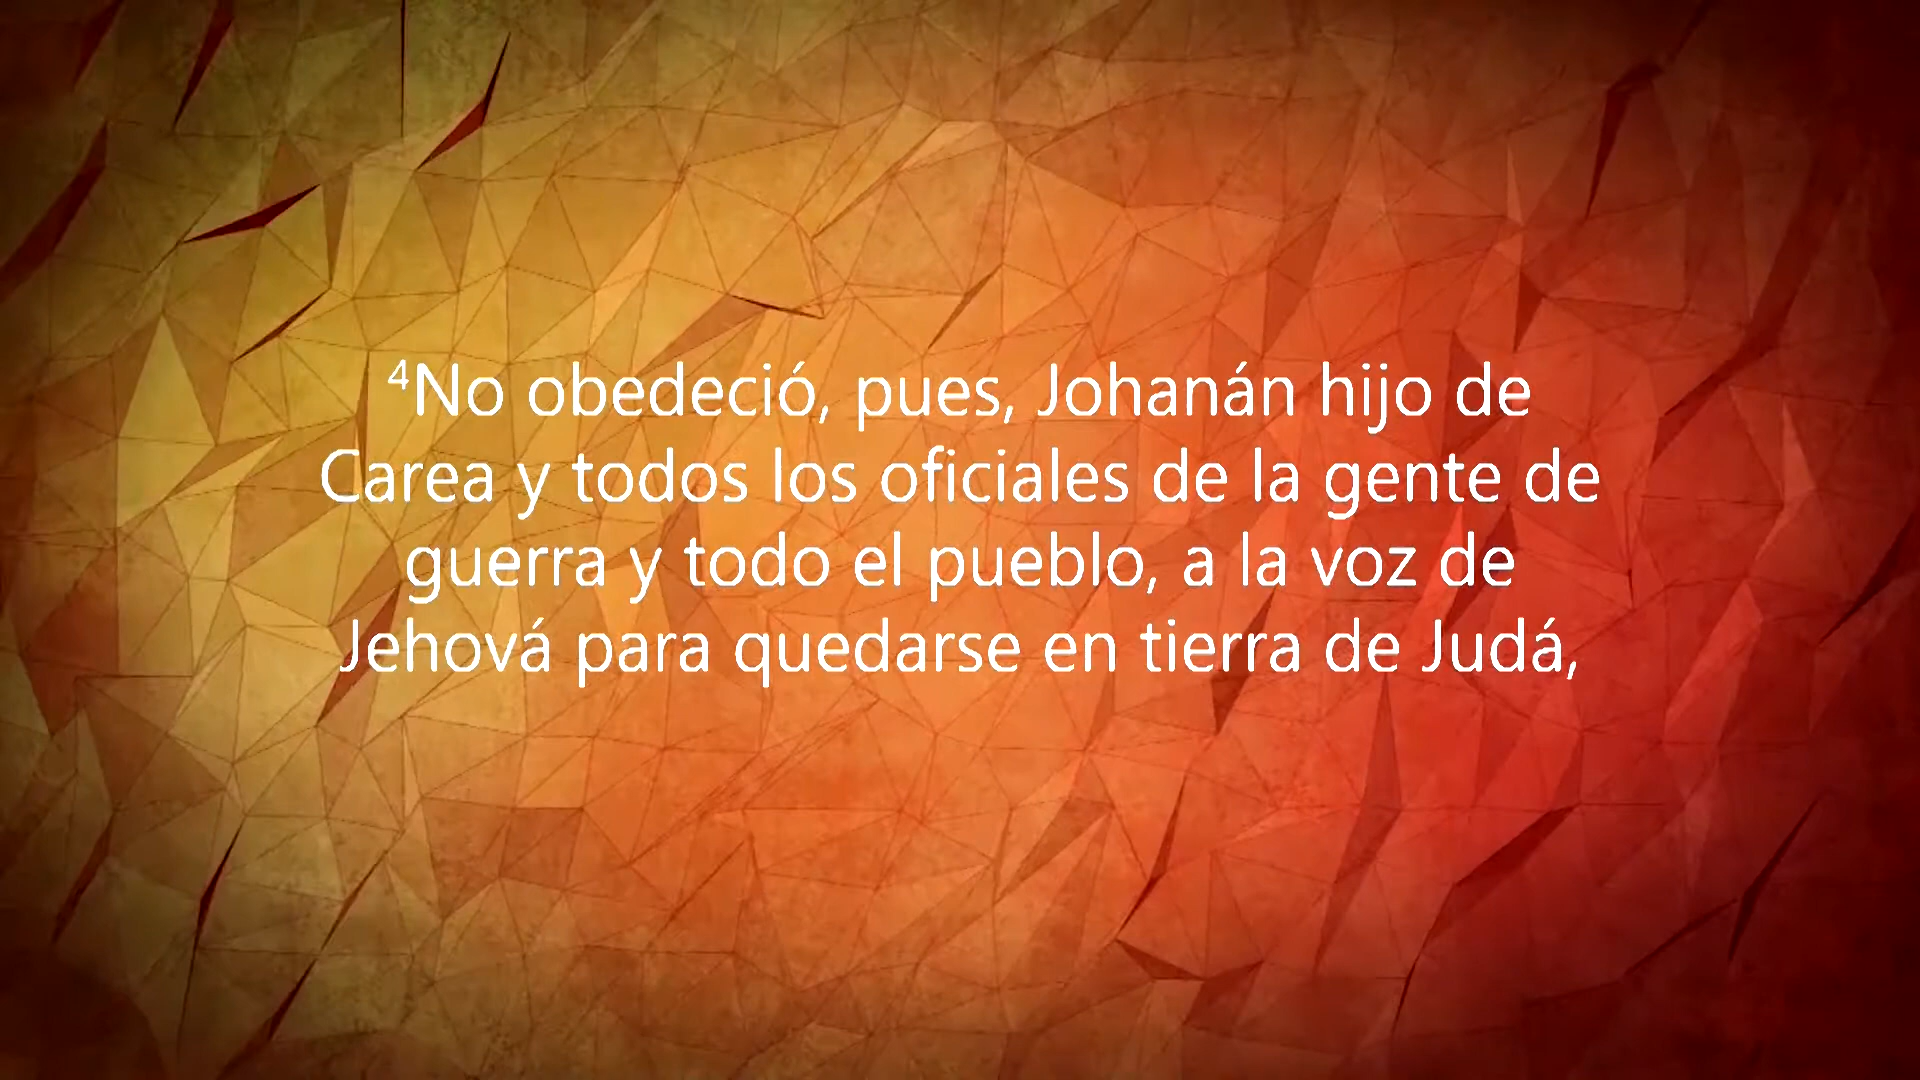 ⁴No obedeció, pues, Johanán hijo de
Carea y todos los oficiales de la gente de
guerra y todo el pueblo, a la voz de
Jehová para quedarse en tierra de Judá,